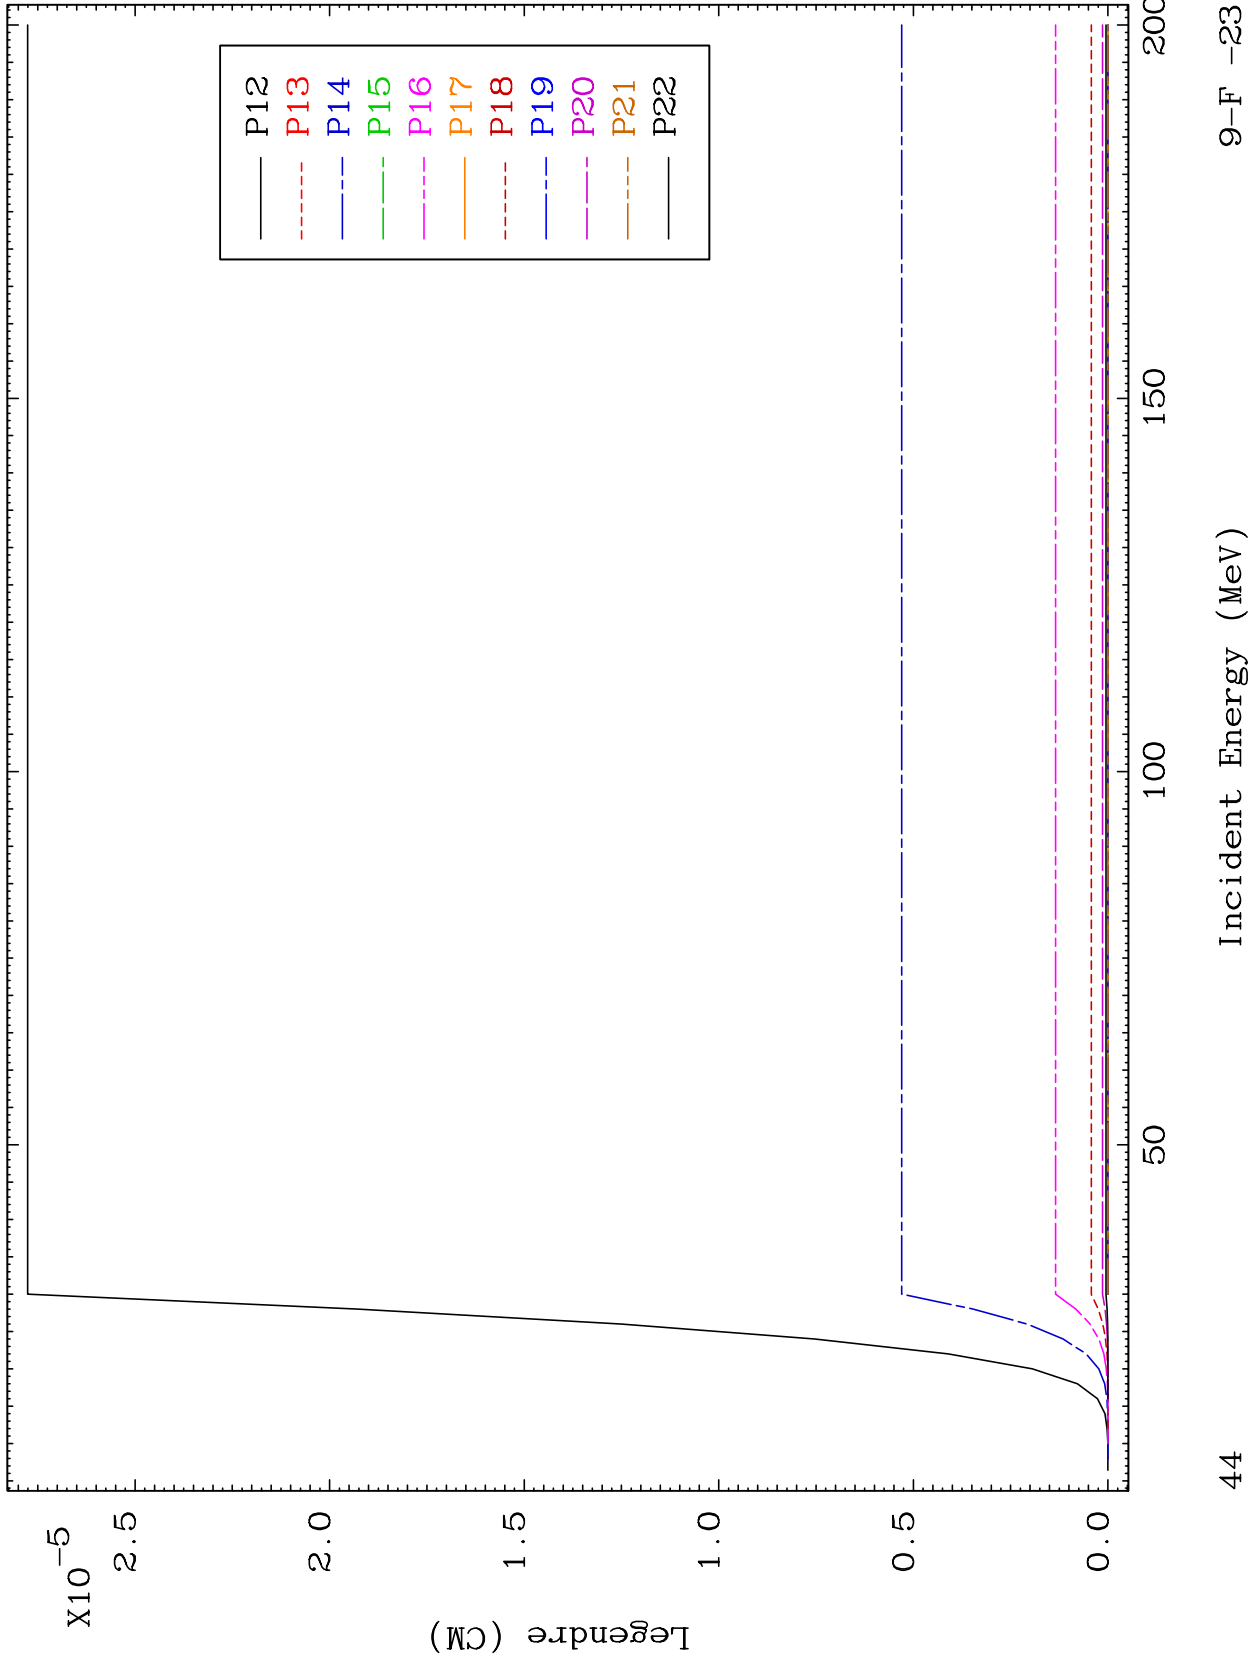 X10-5
2.5
2.0
1.5
1.0
0.5
0.0
Legendre (CM)
P12
P13
P14
P15
P16
P17
P18
P19
P20
P21
P22
50
100
150
200
Incident Energy (MeV)
44
9-F -23